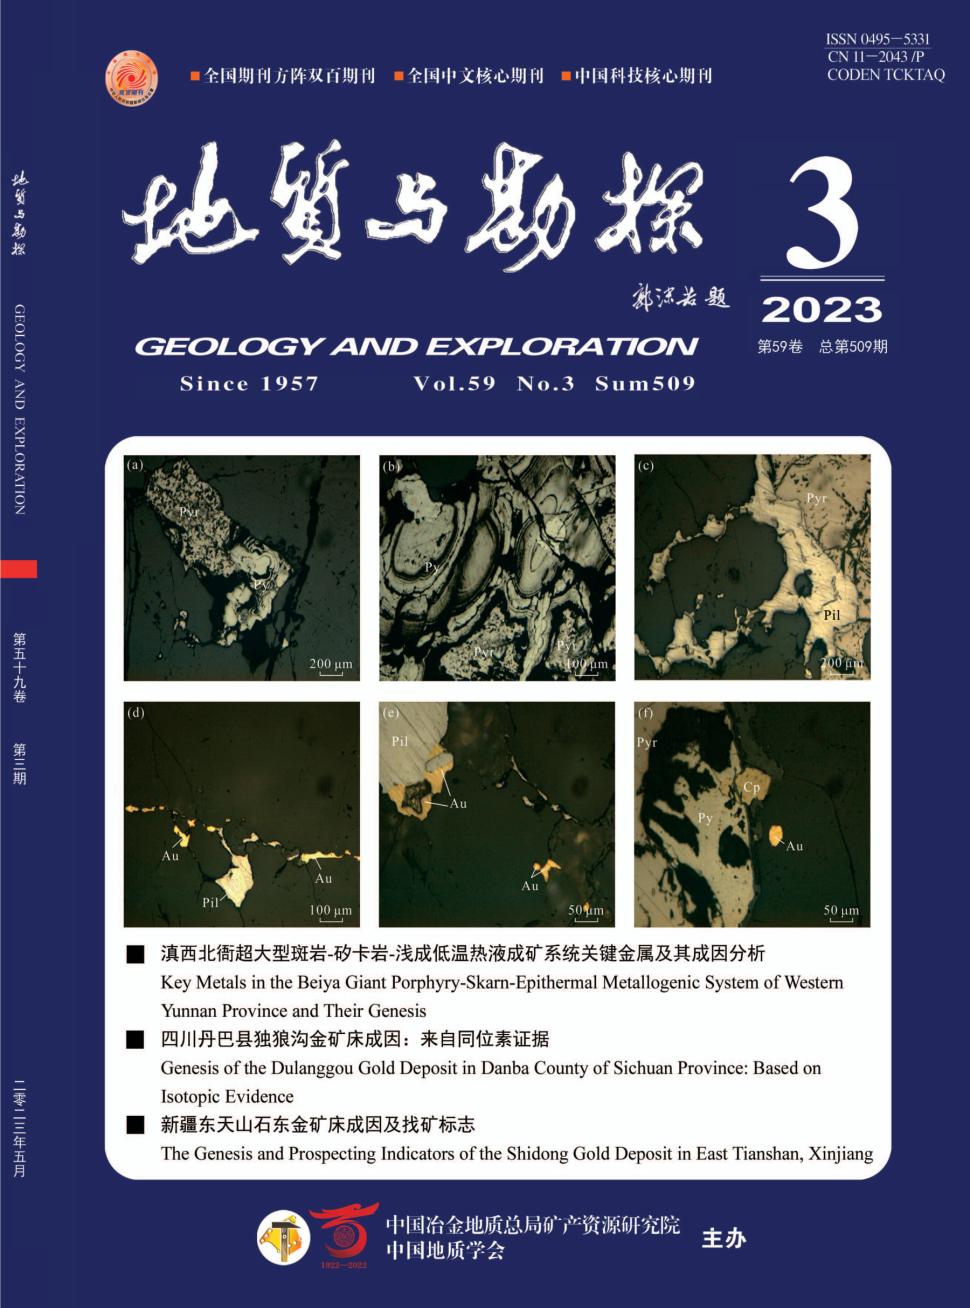 ISSN 0495-5331
CN 11-2043 /P
CODEN TCKTAQ
■全国期刊方阵双百期刊 ■全国中文核心期刊 ■中国科技核心期刊
地質与勘探
3
郭沫若题
2023
第59卷 总第509期
GEOLOGY AND EXPLORATION
Since 1957 Vol.59 No.3 Sum509
地質与勘探
GEOLOGY AND EXPLORATION
第五十九卷
第三期
二零二三年五月
(a)
Pyr
Py
200 μm
(b)
Py
Pyr
Pyr
100 μm
(c)
Pyr
Pil
200 μm
(d)
Au
Au
Pil
100 μm
(e)
Pil
Au
Au
50 μm
(f)
Pyr
Cp
Py
Au
50 μm
■ 滇西北衙超大型斑岩-矽卡岩-浅成低温热液成矿系统关键金属及其成因分析
Key Metals in the Beiya Giant Porphyry-Skarn-Epithermal Metallogenic System of Western
Yunnan Province and Their Genesis
■ 四川丹巴县独狼沟金矿床成因：来自同位素证据
Genesis of the Dulanggou Gold Deposit in Danba County of Sichuan Province: Based on
Isotopic Evidence
■ 新疆东天山石东金矿床成因及找矿标志
The Genesis and Prospecting Indicators of the Shidong Gold Deposit in East Tianshan, Xinjiang
1922—2022
中国冶金地质总局矿产资源研究院
中国地质学会
主办